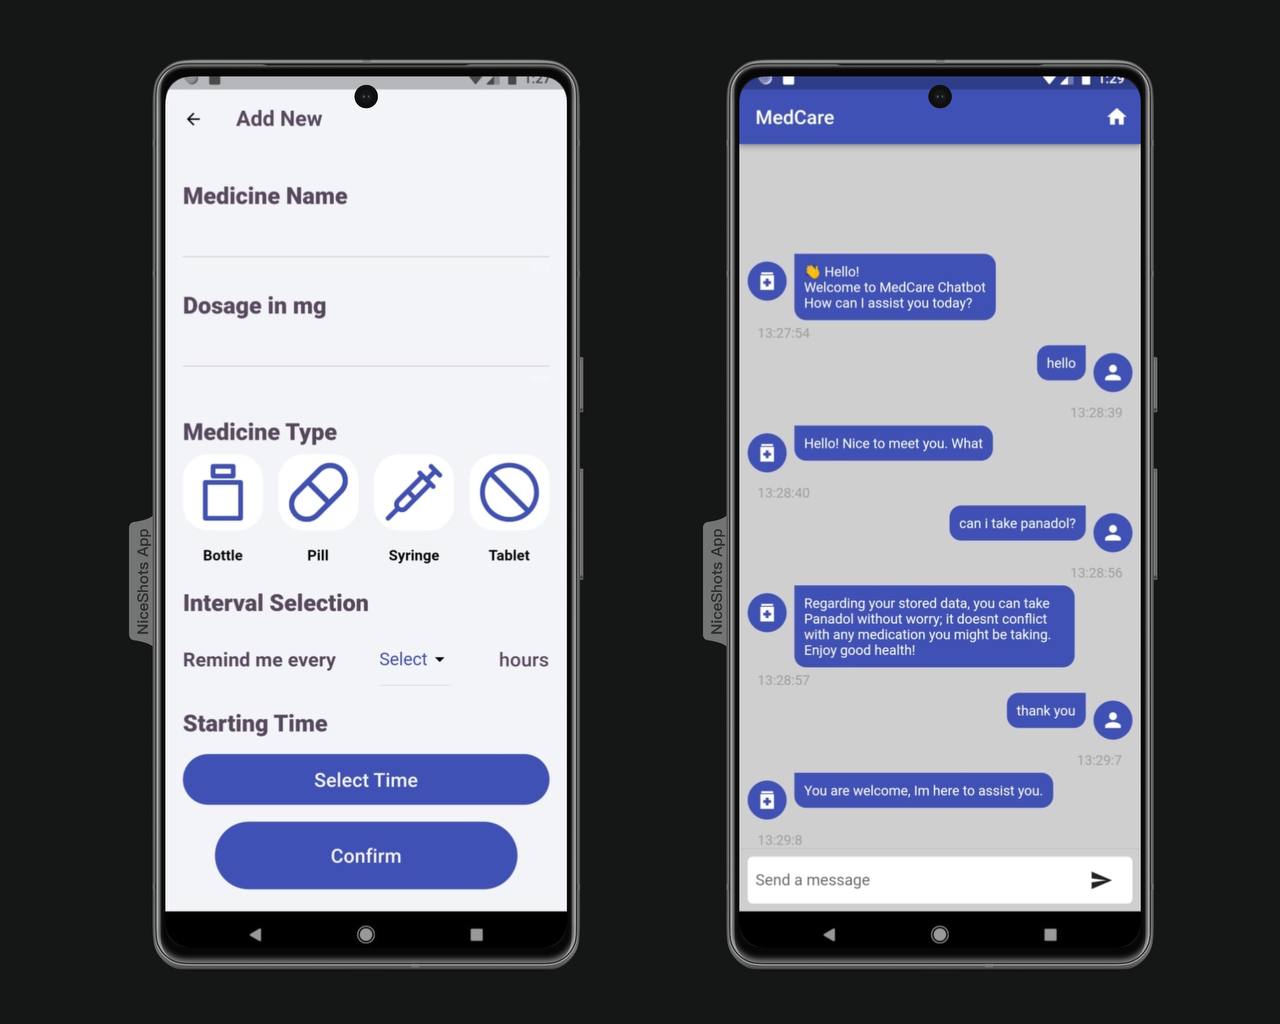 1:27
Add New
Medicine Name
Dosage in mg
Medicine Type
Bottle
Pill
Syringe
Tablet
Interval Selection
Remind me every Select hours
Starting Time
Select Time
Confirm
NiceShots App
1:29
MedCare
👋 Hello!
Welcome to MedCare Chatbot
How can I assist you today?
13:27:54
hello
13:28:39
Hello! Nice to meet you. What
13:28:40
can i take panadol?
13:28:56
Regarding your stored data, you can take
Panadol without worry; it doesnt conflict
with any medication you might be taking.
Enjoy good health!
13:28:57
thank you
13:29:7
You are welcome, Im here to assist you.
13:29:8
Send a message
NiceShots App